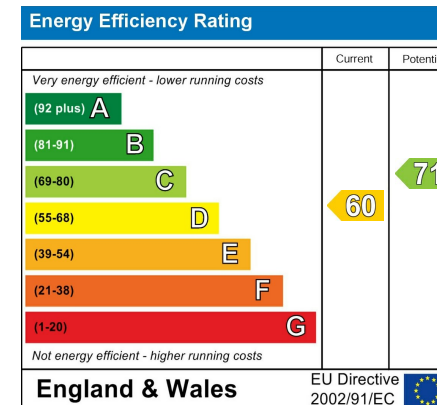 Energy Efficiency Rating
Current Potenti
Very energy efficient - lower running costs
(92 plus) A
(81-91) B
(69-80) C
(55-68) D
(39-54) E
(21-38) F
(1-20) G
60
71
Not energy efficient - higher running costs
England & Wales
EU Directive
2002/91/EC